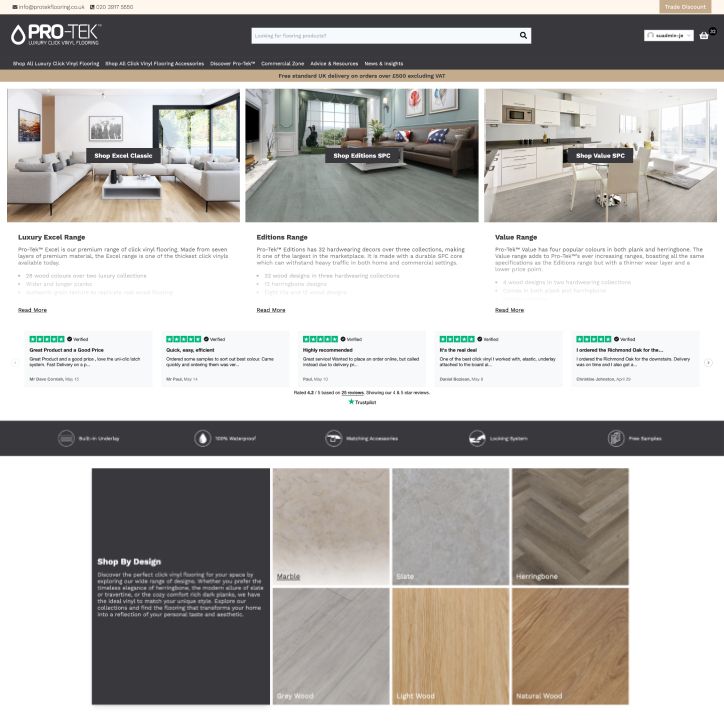 info@protekflooring.co.uk 020 3917 5650
Trade Discount
PRO-TEK™
LUXURY CLICK VINYL FLOORING
Looking for flooring products?
suadmin-je
Shop All Luxury Click Vinyl Flooring Shop All Click Vinyl Flooring Accessories Discover Pro-Tek™ Commercial Zone Advice & Resources News & Insights
Free standard UK delivery on orders over £500 excluding VAT
Shop Excel Classic
Shop Editions SPC
Shop Value SPC
Luxury Excel Range
Pro-Tek™ Excel is our premium range of click vinyl flooring. Made from seven
layers of premium material, the Excel range is one of the thickest click vinyls
available today.
28 wood colours over two luxury collections
Wider and longer planks
Authentic grain texture to replicate real wood flooring
Read More
Editions Range
Pro-Tek™ Editions has 32 hardwearing decors over three collections, making
it one of the largest in the marketplace. It is made with a durable SPC core
which can withstand heavy traffic in both home and commercial settings.
32 wood designs in three hardwearing collections
12 herringbone designs
Read More
Value Range
Pro-Tek™ Value has four popular colours in both plank and herringbone. The
Value range adds to Pro-Tek™'s ever increasing ranges, boasting all the same
specifications as the Editions range but with a thinner wear layer and a
lower price point.
4 wood designs in two hardwearing collections
Comes in both plank and herringbone
Read More
Verified
Great Product and a Good Price
Great Product and a good price , love the uni-clic latch
system. Fast Delivery on a p...
Mr Dave Cornish, May 15
Verified
Quick, easy, efficient
Ordered some samples to sort out best colour. Came
quickly and ordering them was ver...
Mr Paul, May 14
Verified
Highly recommended
Great service! Wanted to place an order online, but called
instead due to delivery pr...
Paul, May 10
Verified
It's the real deal
One of the best click vinyl I worked with, elastic, underlay
attached to the board al...
Daniel Bodean, May 8
Verified
I ordered the Richmond Oak for the...
I ordered the Richmond Oak for the downstairs. Delivery
was on time and I also get a...
Christine Johnston, April 29
Rated 4.2 / 5 based on 25 reviews. Showing our 4 & 5 star reviews.
Trustpilot
Built-In Underlay
100% Waterproof
Matching Accessories
Locking System
Free Samples
Shop By Design
Discover the perfect click vinyl flooring for your space by
exploring our wide range of designs. Whether you prefer the
timeless elegance of herringbone, the modern allure of slate
or travertine, or the cozy comfort rich dark planks, we have
the ideal vinyl to match your unique style. Explore our
collections and find the flooring that transforms your home
into a reflection of your personal taste and aesthetic.
Marble
Slate
Herringbone
Grey Wood
Light Wood
Natural Wood